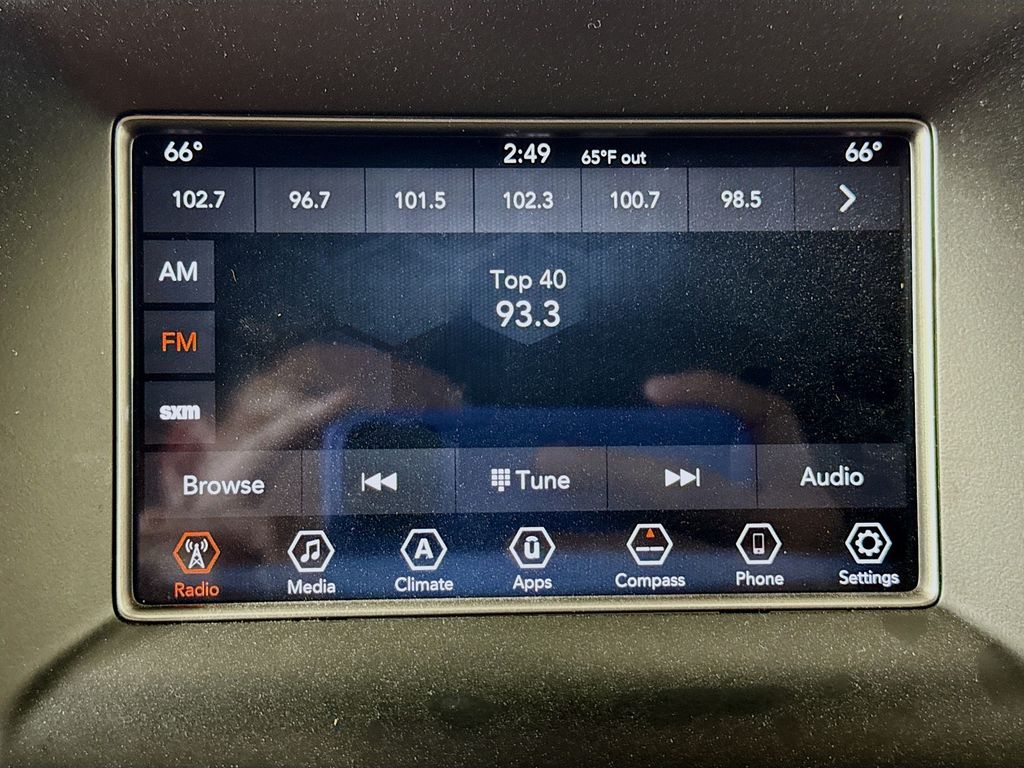 66° 2:49 65°F out 66°
102.7 96.7 101.5 102.3 100.7 98.5
AM
Top 40
93.3
FM
sxm
Browse Tune Audio
A ū
Radio Media Climate Apps Compass Phone Settings